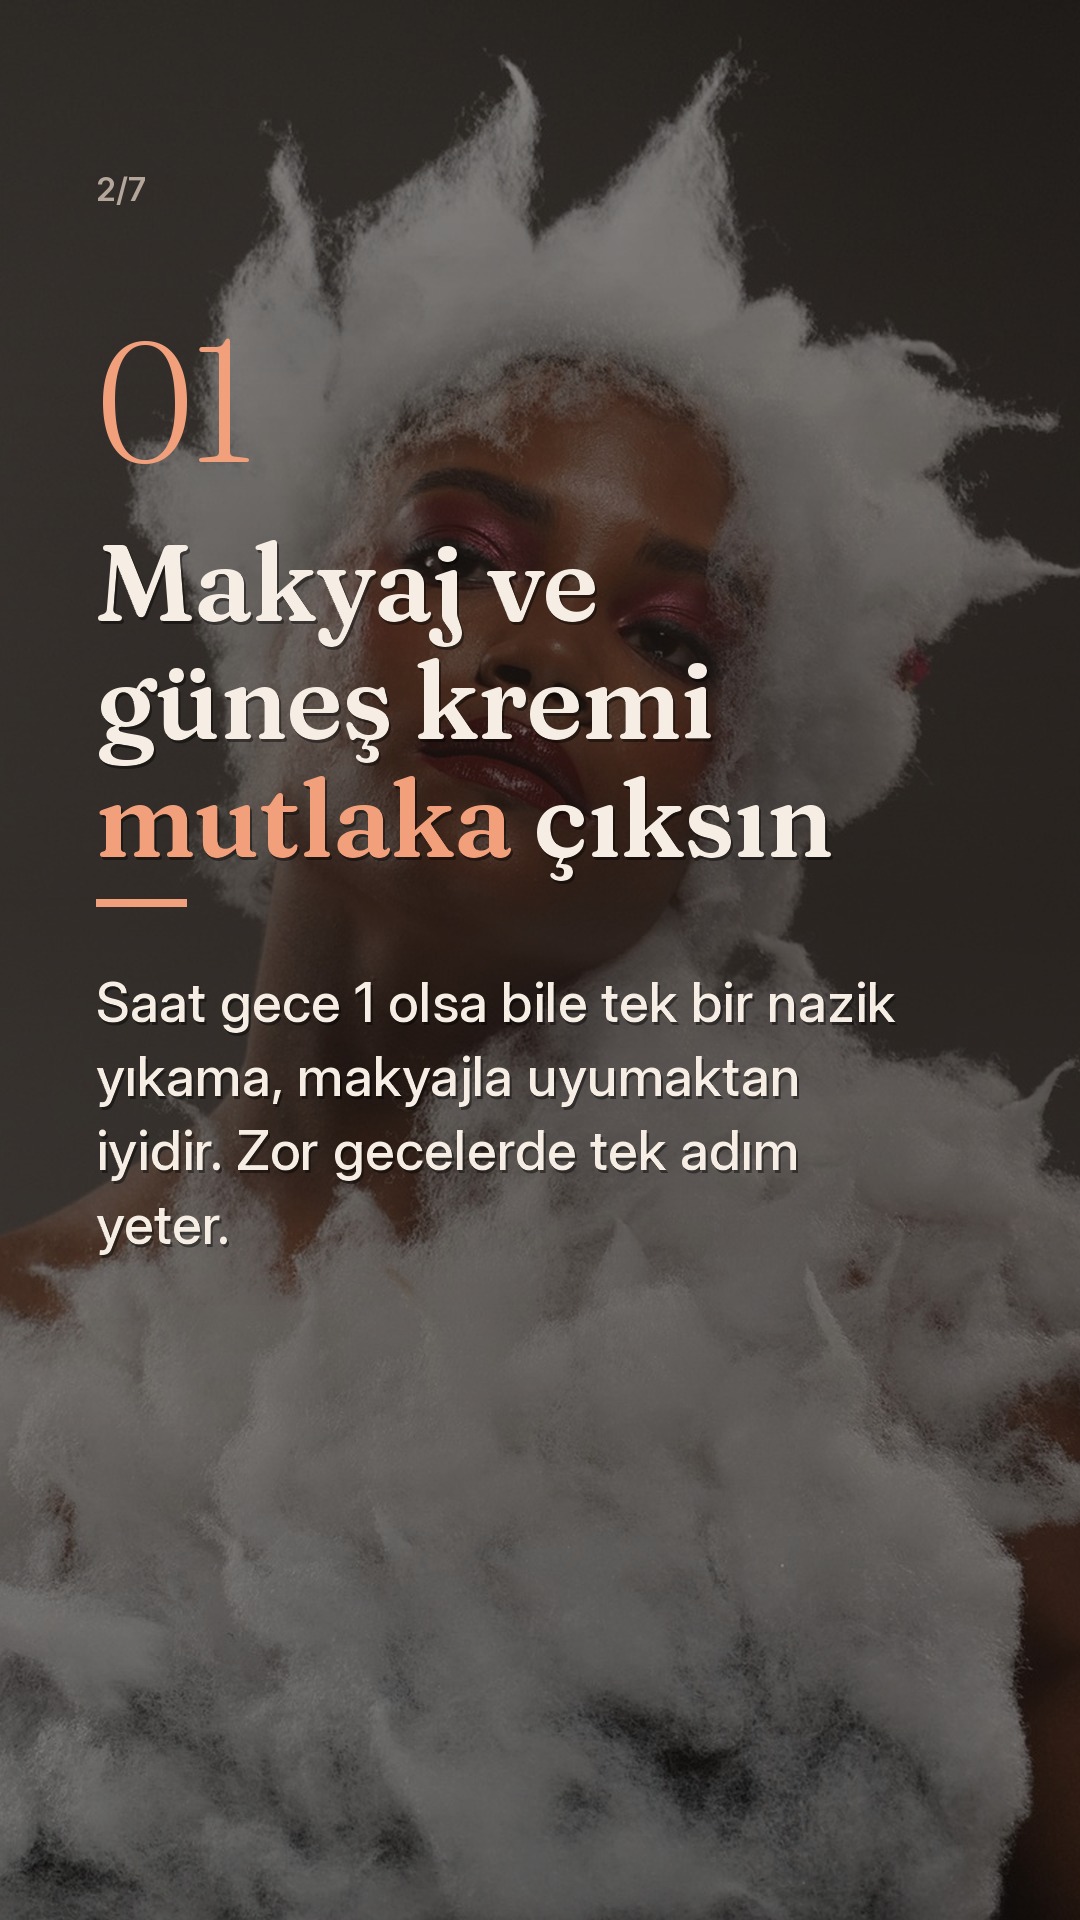 2/7
01
Makyaj ve
güneş kremi
mutlaka çıksın
Saat gece 1 olsa bile tek bir nazik
yıkama, makyajla uyumaktan
iyidir. Zor gecelerde tek adım
yeter.